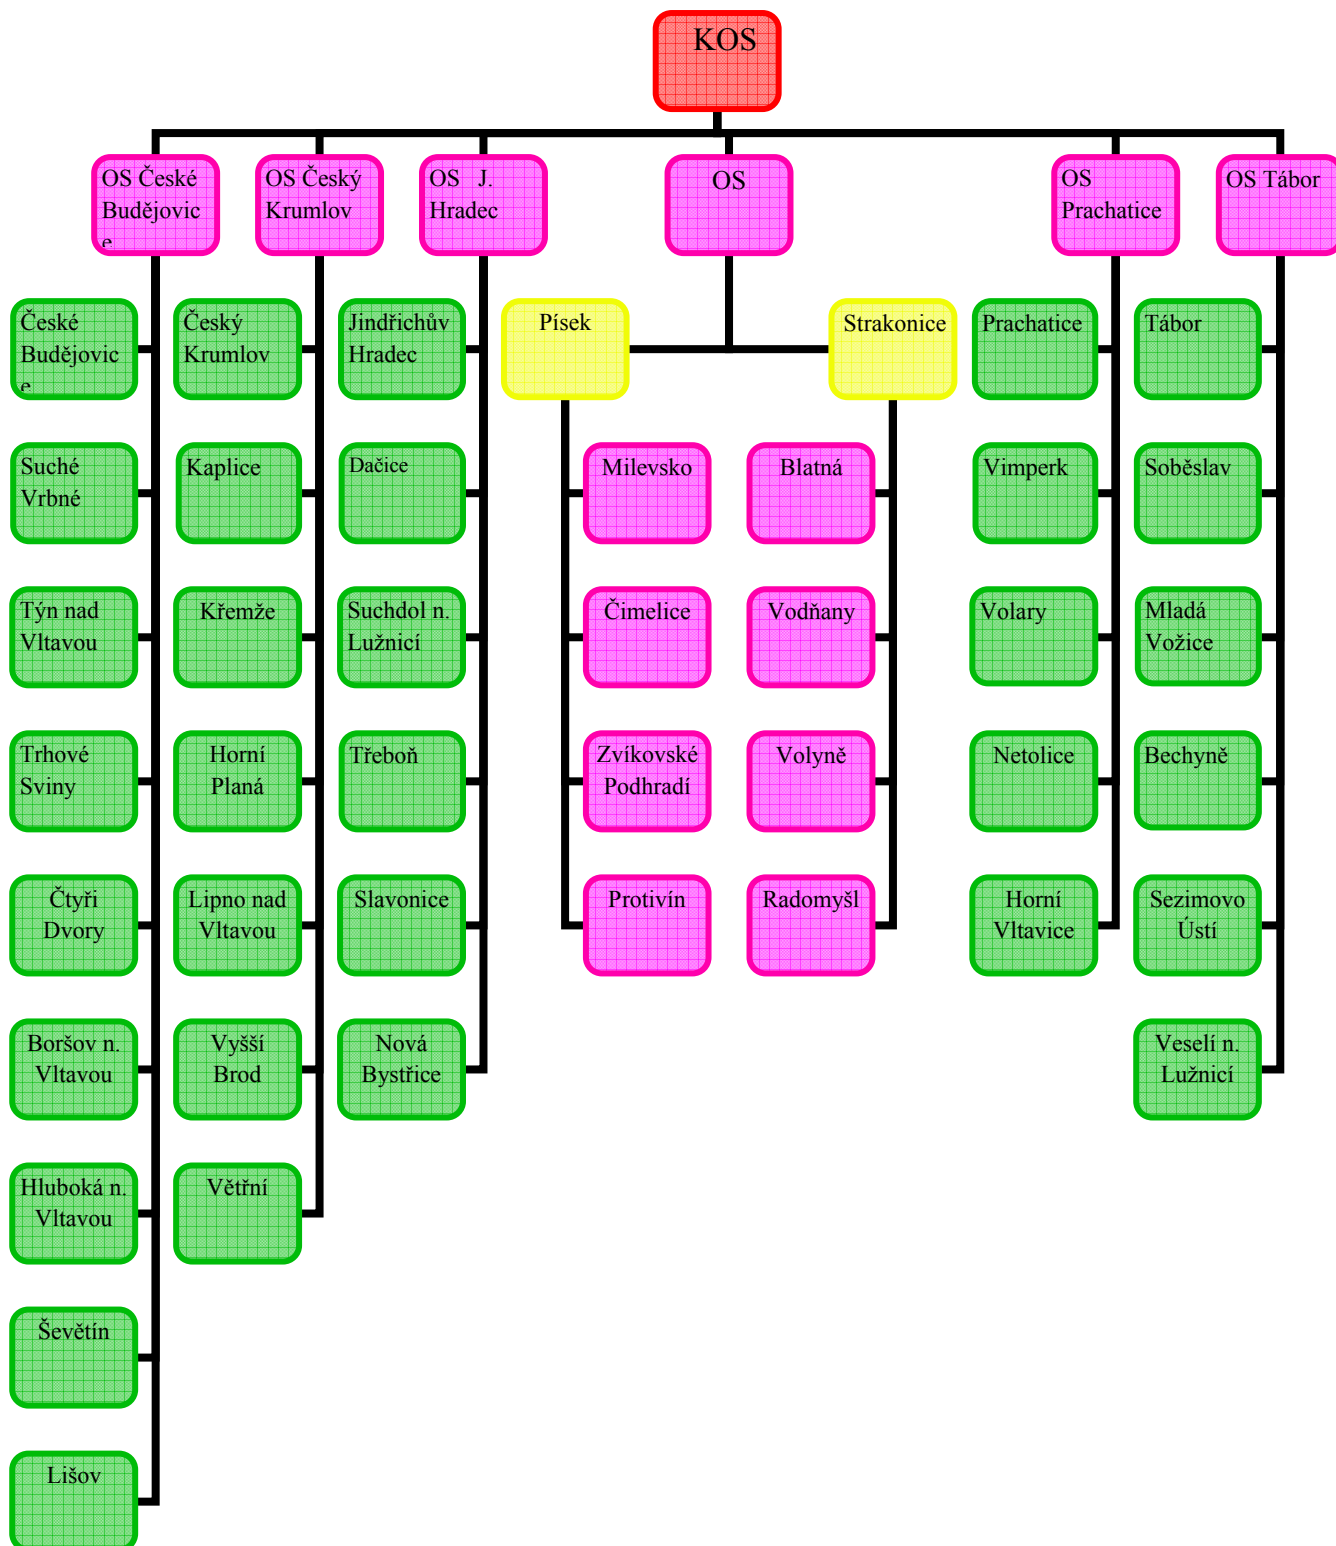 KOS
OS České
Budějovic
e
OS Český
Krumlov
OS J.
Hradec
OS
OS
Prachatice
OS Tábor
České
Budějovic
e
Český
Krumlov
Jindřichův
Hradec
Písek
Strakonice
Prachatice
Tábor
Suché
Vrbné
Kaplice
Dačice
Milevsko
Blatná
Vimperk
Soběslav
Týn nad
Vltavou
Křemže
Suchdol n.
Lužnicí
Čimelice
Vodňany
Volary
Mladá
Vožice
Trhové
Sviny
Horní
Planá
Třeboň
Zvíkovské
Podhradí
Volyně
Netolice
Bechyně
Čtyři
Dvory
Lipno nad
Vltavou
Slavonice
Protivín
Radomyšl
Horní
Vltavice
Sezimovo
Ústí
Boršov n.
Vltavou
Vyšší
Brod
Nová
Bystřice
Veselí n.
Lužnicí
Hluboká n.
Vltavou
Větřní
Ševětín
Lišov